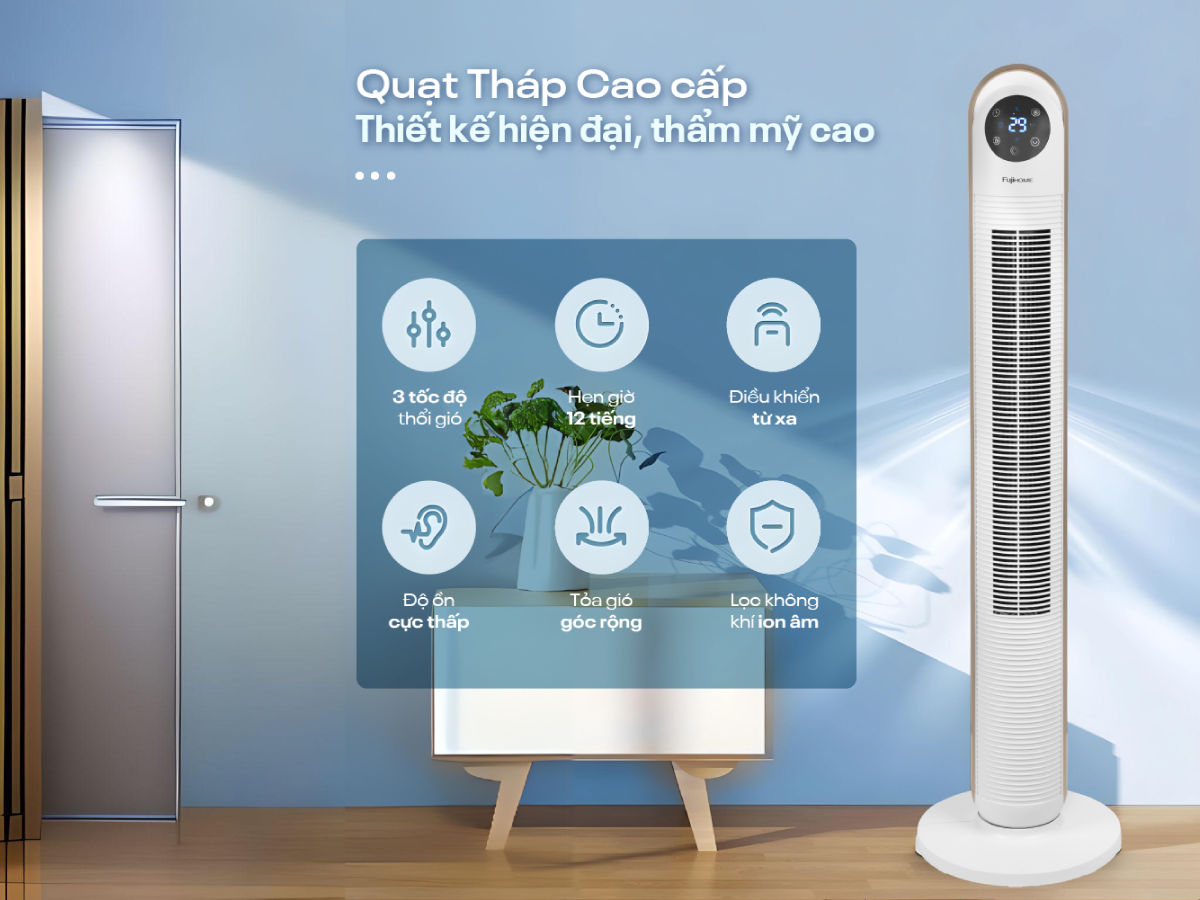 Quạt Tháp Cao cấp
Thiết kế hiện đại, thẩm mỹ cao
29
FujiHOME
3 tốc độ
thổi gió
Hẹn giờ
12 tiếng
Điều khiển
từ xa
Độ ồn
cực thấp
Tỏa gió
góc rộng
Lọc không
khí ion âm